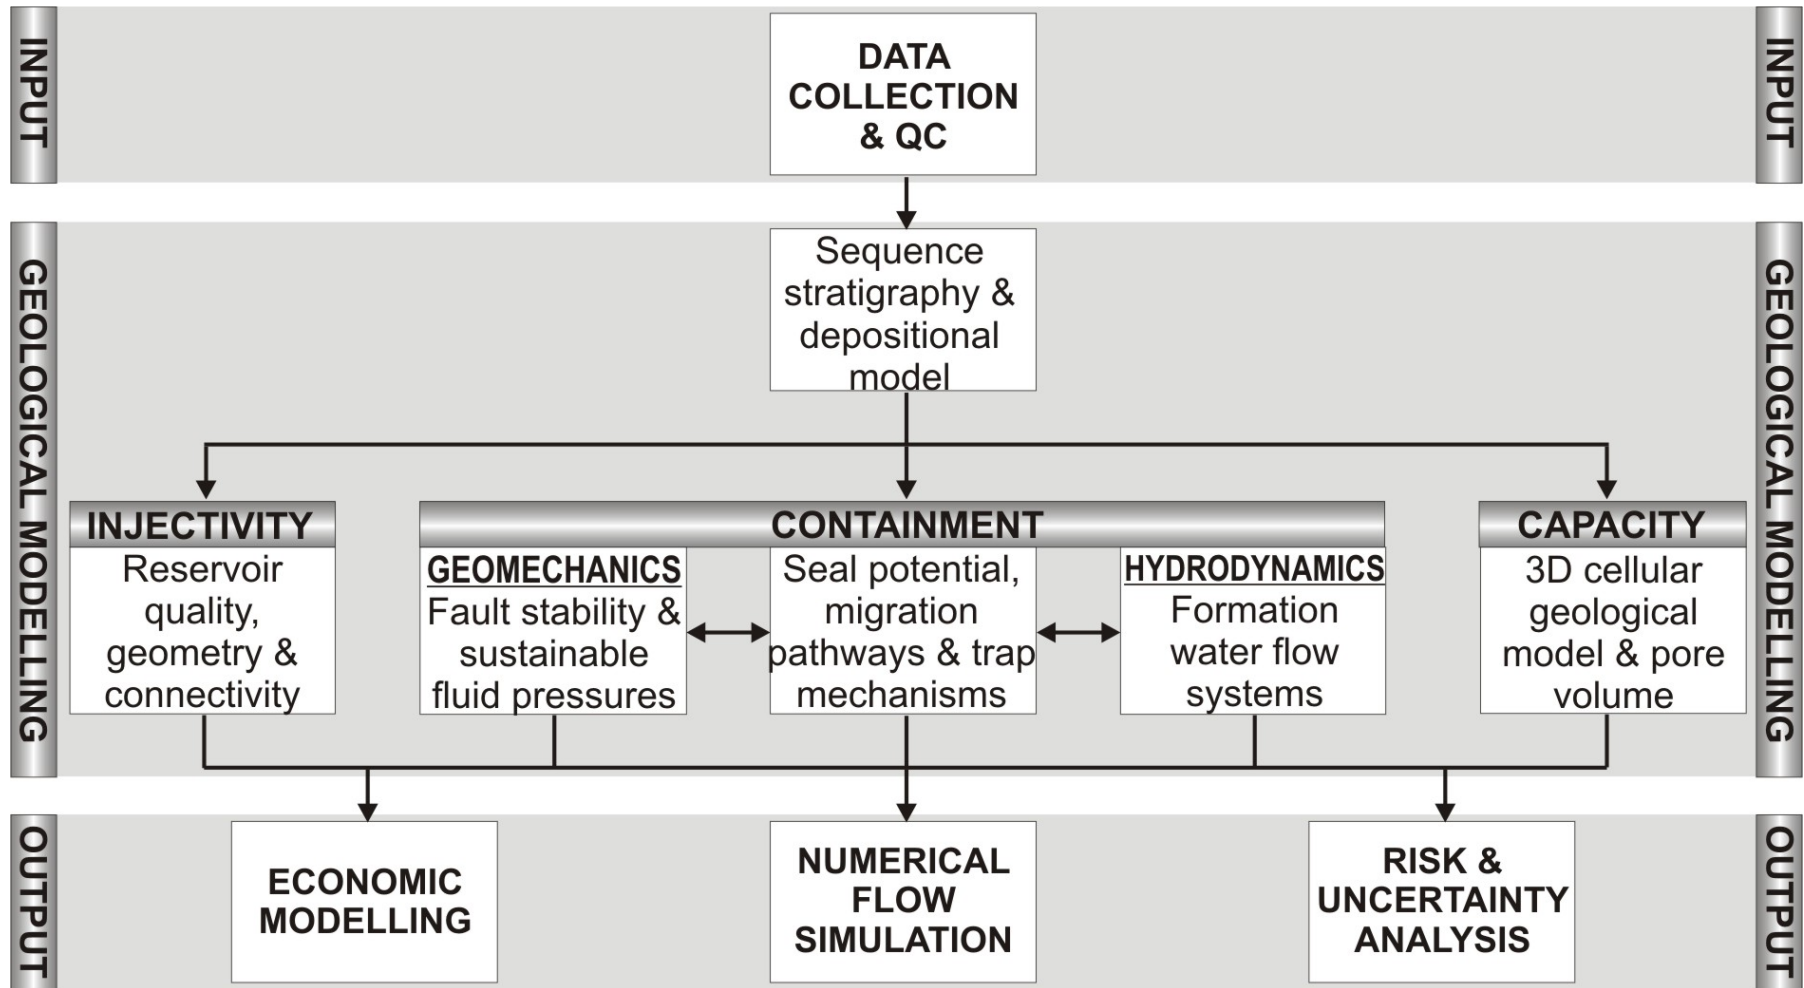 INPUT
INPUT
DATA
COLLECTION
& QC
GEOLOGICAL MODELLING
GEOLOGICAL MODELLING
Sequence
stratigraphy &
depositional
model
INJECTIVITY
Reservoir
quality,
geometry &
connectivity
CONTAINMENT
GEOMECHANICS
Fault stability &
sustainable
fluid pressures
Seal potential,
migration
pathways & trap
mechanisms
HYDRODYNAMICS
Formation
water flow
systems
CAPACITY
3D cellular
geological
model & pore
volume
OUTPUT
OUTPUT
ECONOMIC
MODELLING
NUMERICAL
FLOW
SIMULATION
RISK &
UNCERTAINTY
ANALYSIS